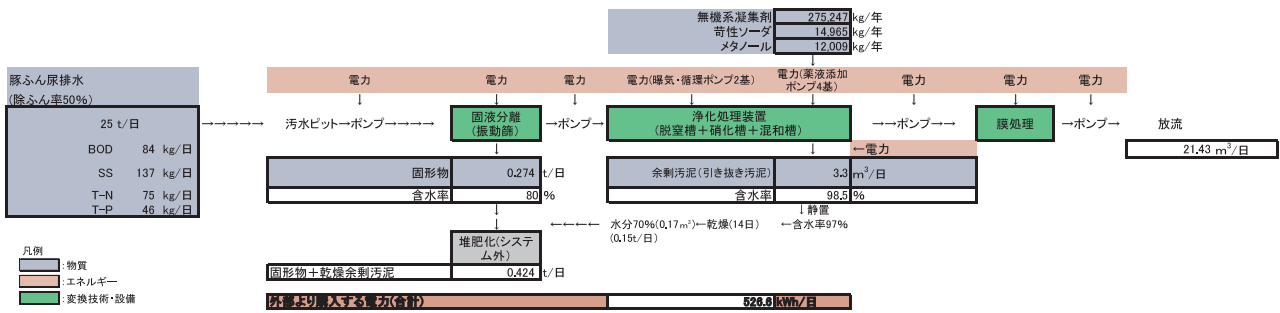 無機系凝集剤 275,247 kg/年
苛性ソーダ 14,965 kg/年
メタノール 12,009 kg/年
↓
豚ふん尿排水
(除ふん率50%)
電力 電力 電力 電力(曝気・循環ポンプ2基) 電力(薬液添加
ポンプ4基) 電力 電力 電力
↓ ↓ ↓ ↓ ↓ ↓ ↓ ↓
25 t/日
BOD 84 kg/日
SS 137 kg/日
T-N 75 kg/日
T-P 46 kg/日
→→→→→ 汚水ピット→ポンプ→→→→ 固液分離
(振動篩) →ポンプ→ 浄化処理装置
(脱窒槽+硝化槽+混和槽) →→ポンプ→→ 膜処理 →ポンプ→ 放流
21.43 m³/日
↓ ↓ ←電力
固形物 0.274 t/日
含水率 80 %
余剰汚泥(引き抜き汚泥) 3.3 m³/日
含水率 98.5 %
↓ ↓静置
←←←← 水分70%(0.17m³)←乾燥(14日) ←含水率97%
(0.15t/日)
↓
堆肥化(システ
ム外)
固形物+乾燥余剰汚泥 0.424 t/日
外部より購入する電力(合計) 526.6 kWh/日
凡例
:物質
:エネルギー
:変換技術・設備